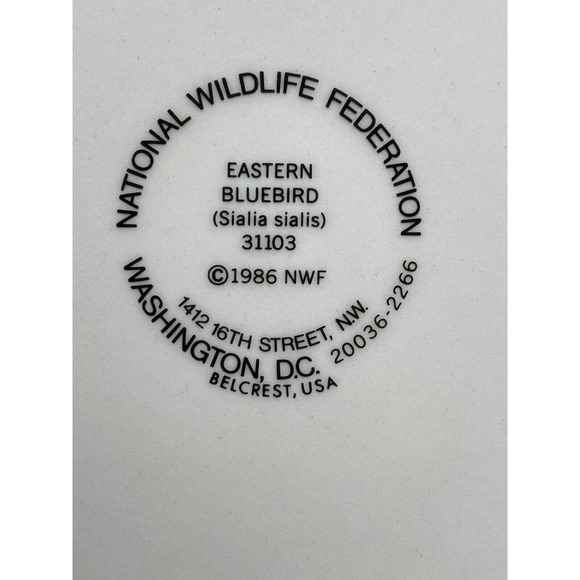 NATIONAL WILDLIFE FEDERATION
EASTERN
BLUEBIRD
(Sialia sialis)
31103
©1986 NWF
1412 16TH STREET, N.W.
WASHINGTON, D.C. 20036-2266
BELCREST, USA